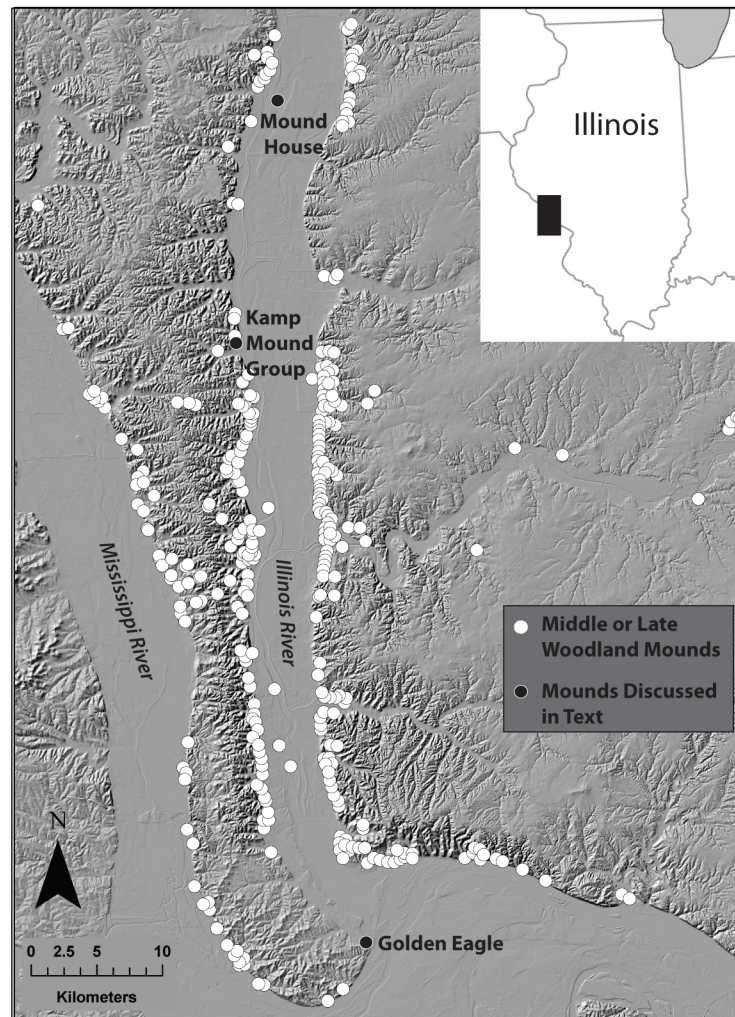 Illinois
Mound
House
Kamp
Mound
Group
Mississippi River
Illinois River
Middle or Late
Woodland Mounds
Mounds Discussed
in Text
N
0 2.5 5 10
Kilometers
Golden Eagle